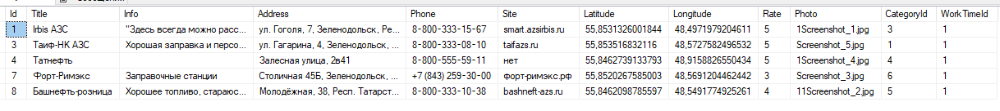 Id Title Info Address Phone Site Latitude Longitude Rate Photo CategoryId WorkTimeId
1 Irbis АЗС "Здесь всегда можно расс... ул. Гоголя, 7, Зеленодольск, Ре... 8-800-333-15-67 smart.azsirbis.ru 55,8531326001844 48,4971979204611 5 1Screenshot_1.jpg 3 1
3 Таиф-НК АЗС Хорошая заправка и персо... ул. Гагарина, 4, Зеленодольск, ... 8-800-333-08-10 taifazs.ru 55,853516832116 48,5727582496532 5 Screenshot_5.jpg 1 1
4 Татнефть Залесная улица, 2в41 8-800-555-59-11 нет 55,8462739133793 48,9158826550434 5 1Screenshot_4.jpg 4 1
7 Форт-Римэкс Заправочные станции Столичная 45Б, Зеленодольск, ... +7 (843) 259-30-00 форт-римэкс.рф 55,8520267585003 48,5691204462442 3 Screenshot_3.jpg 6 1
8 Башнефть-розница Хорошее топливо, стараюс... Молодёжная, 38, Респ. Татарст... 8-800-333-10-38 bashneft-azs.ru 55,8462098785597 48,5491774925261 4 11Screenshot_2.jpg 5 1